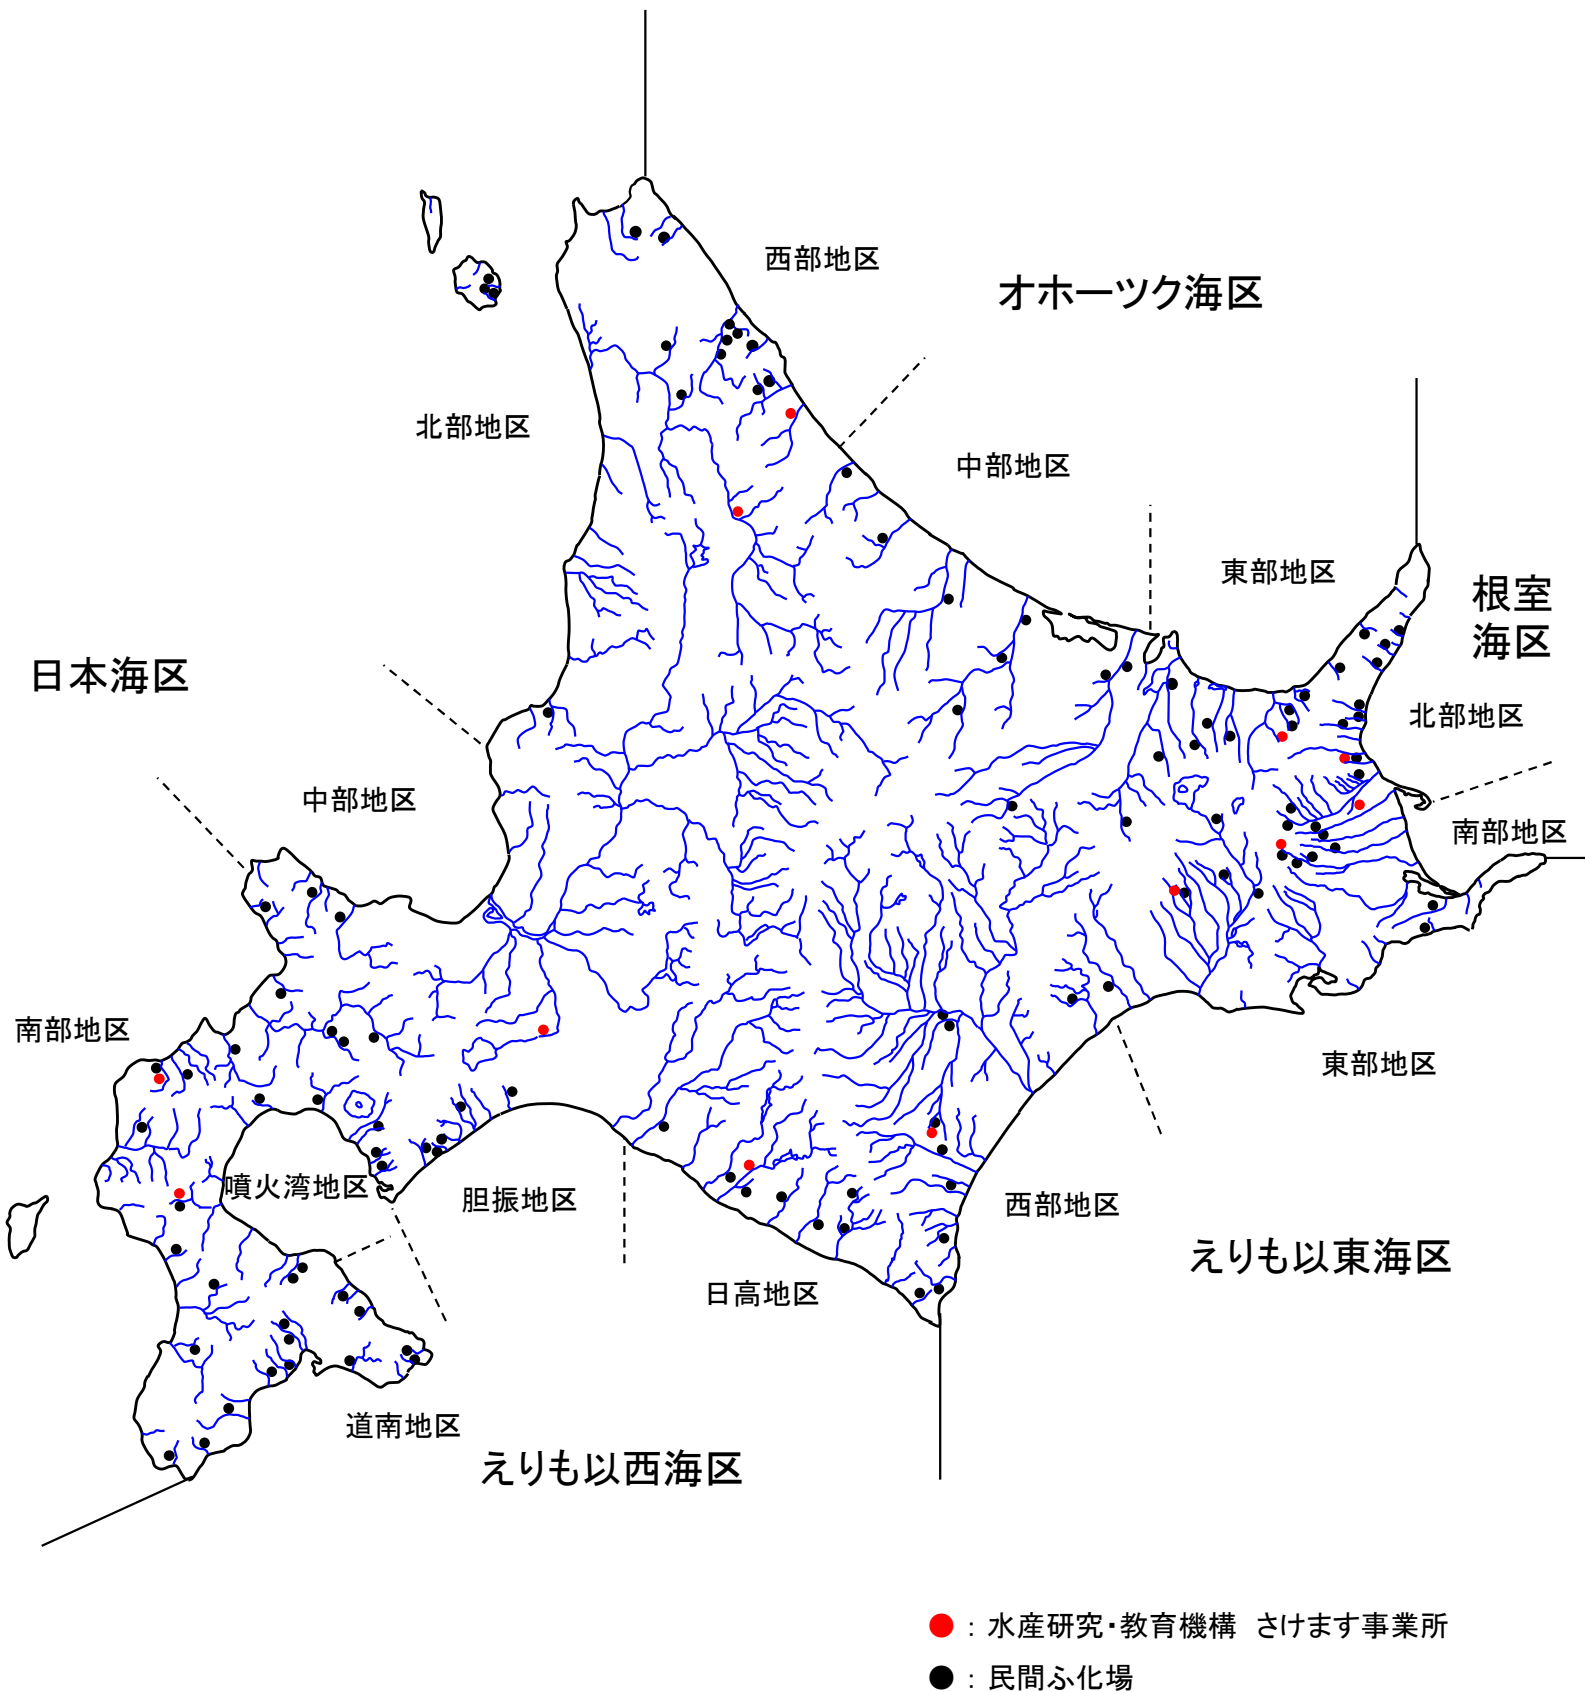 西部地区
オホーツク海区
北部地区
中部地区
東部地区
根室
海区
日本海区
北部地区
中部地区
南部地区
南部地区
東部地区
噴火湾地区
胆振地区
西部地区
えりも以東海区
日高地区
道南地区
えりも以西海区
：水産研究・教育機構　さけます事業所
：民間ふ化場